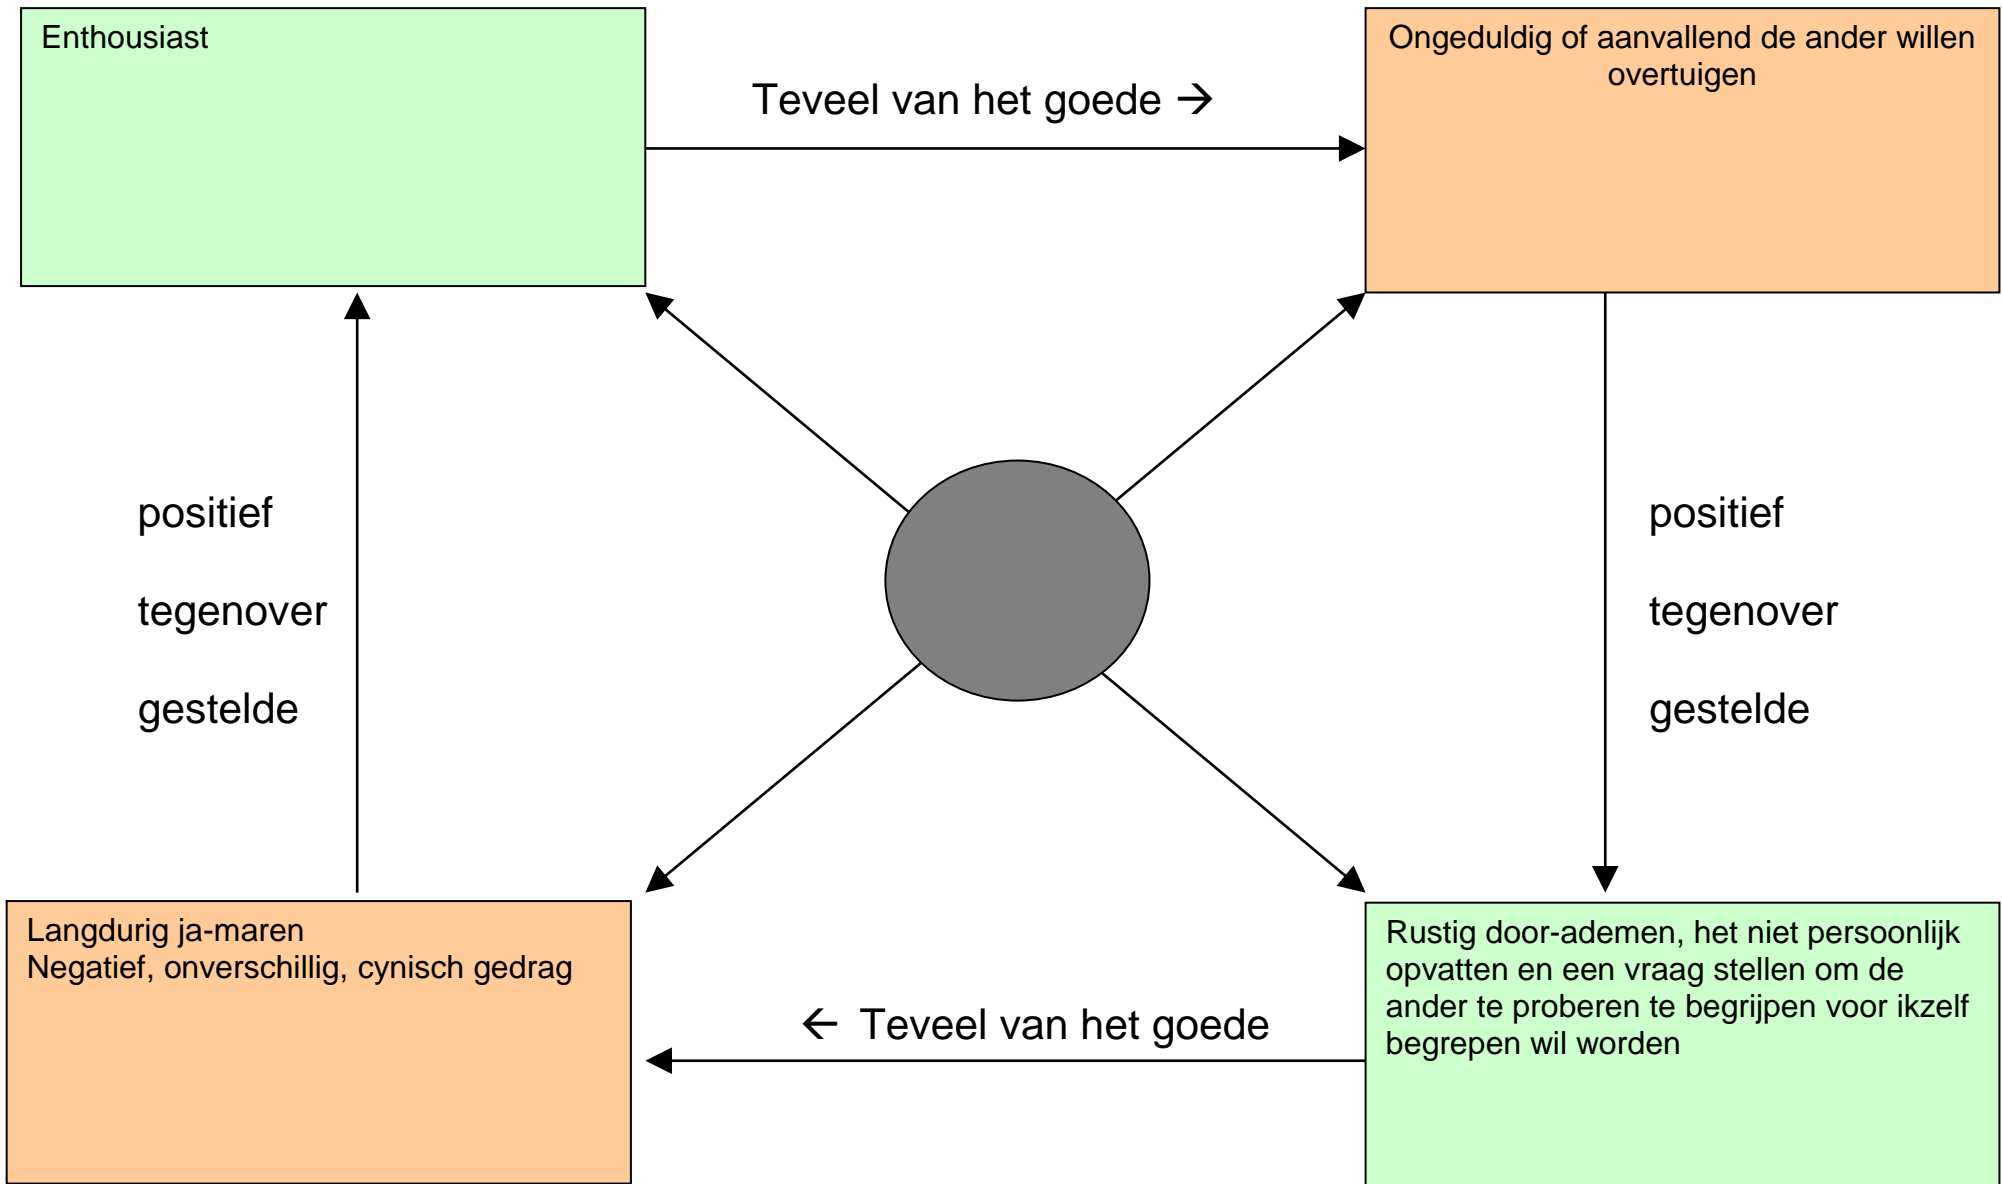 Enthousiast
Teveel van het goede →
Ongeduldig of aanvallend de ander willen
overtuigen
positief
tegenover
gestelde
positief
tegenover
gestelde
Langdurig ja-maren
Negatief, onverschillig, cynisch gedrag
← Teveel van het goede
Rustig door-ademen, het niet persoonlijk
opvatten en een vraag stellen om de
ander te proberen te begrijpen voor ikzelf
begrepen wil worden